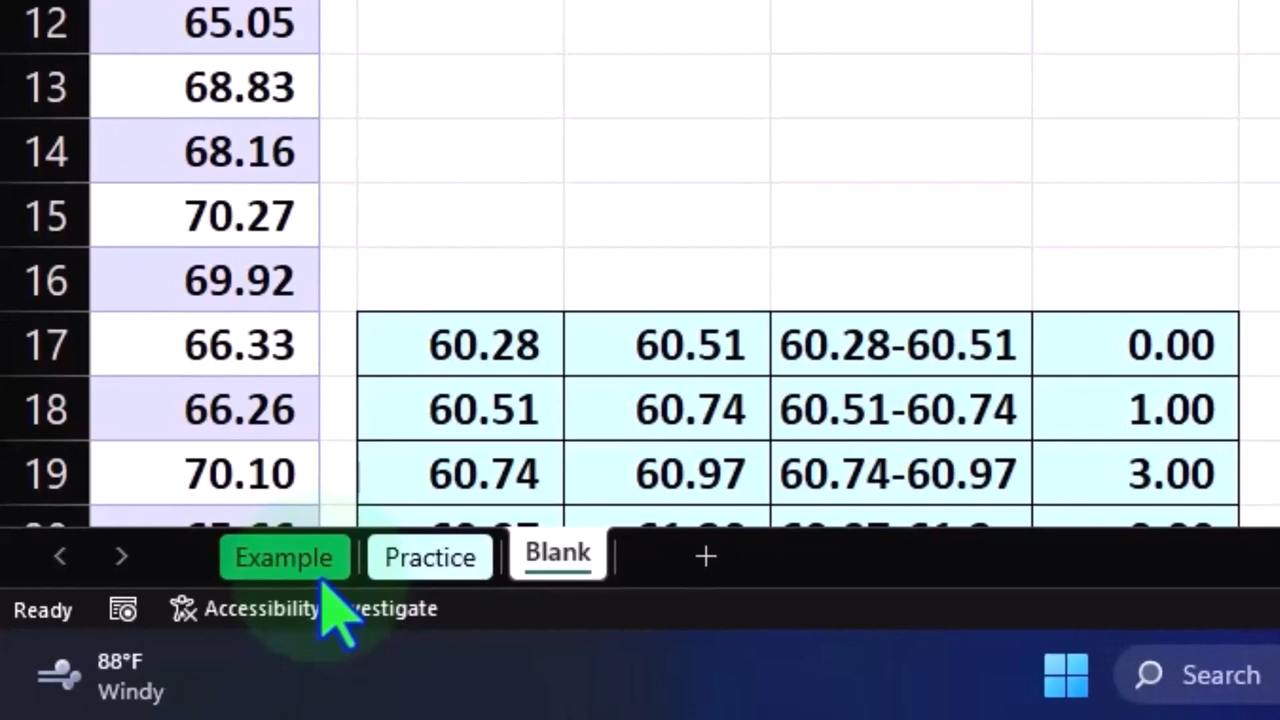 12 65.05
13 68.83
14 68.16
15 70.27
16 69.92
17 66.33 60.28 60.51 60.28-60.51 0.00
18 66.26 60.51 60.74 60.51-60.74 1.00
19 70.10 60.74 60.97 60.74-60.97 3.00
Example Practice Blank +
Ready Accessibility: Investigate
88°F
Windy
Search